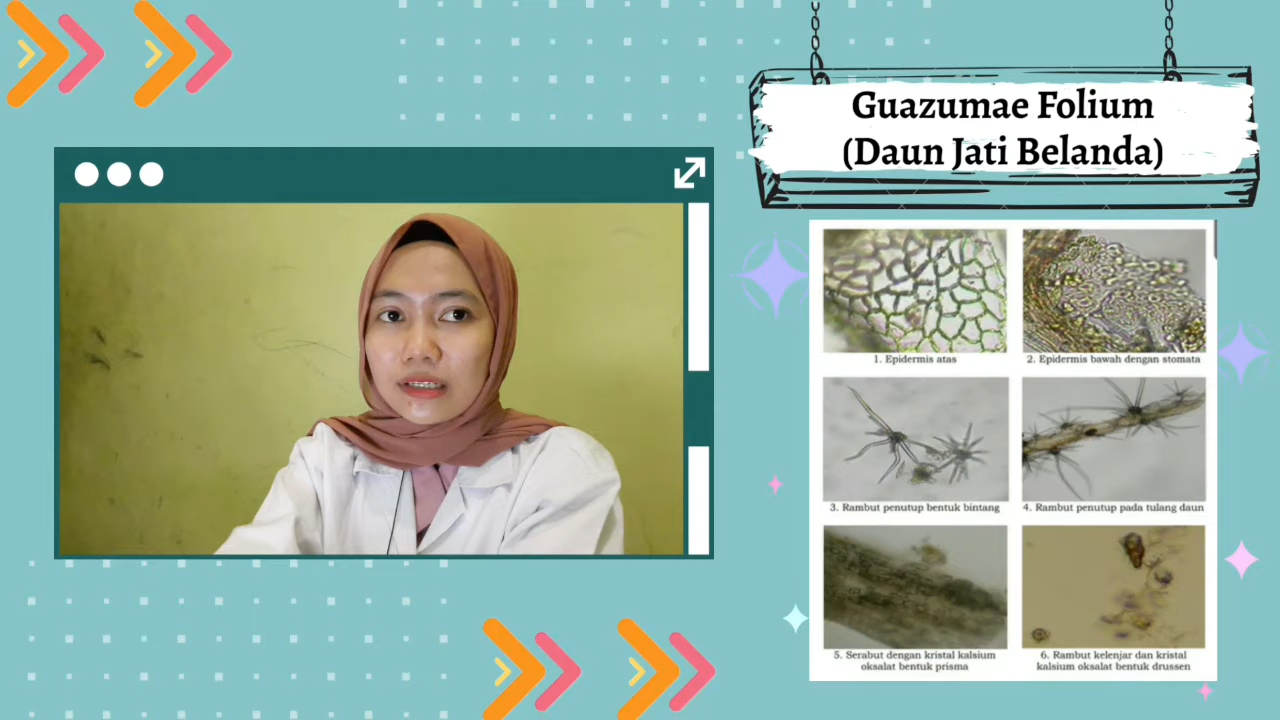 Guazumae Folium
(Daun Jati Belanda)
1. Epidermis atas
2. Epidermis bawah dengan stomata
3. Rambut penutup bentuk bintang
4. Rambut penutup pada tulang daun
5. Serabut dengan kristal kalsium
oksalat bentuk prisma
6. Rambut kelenjar dan kristal
kalsium oksalat bentuk drussen